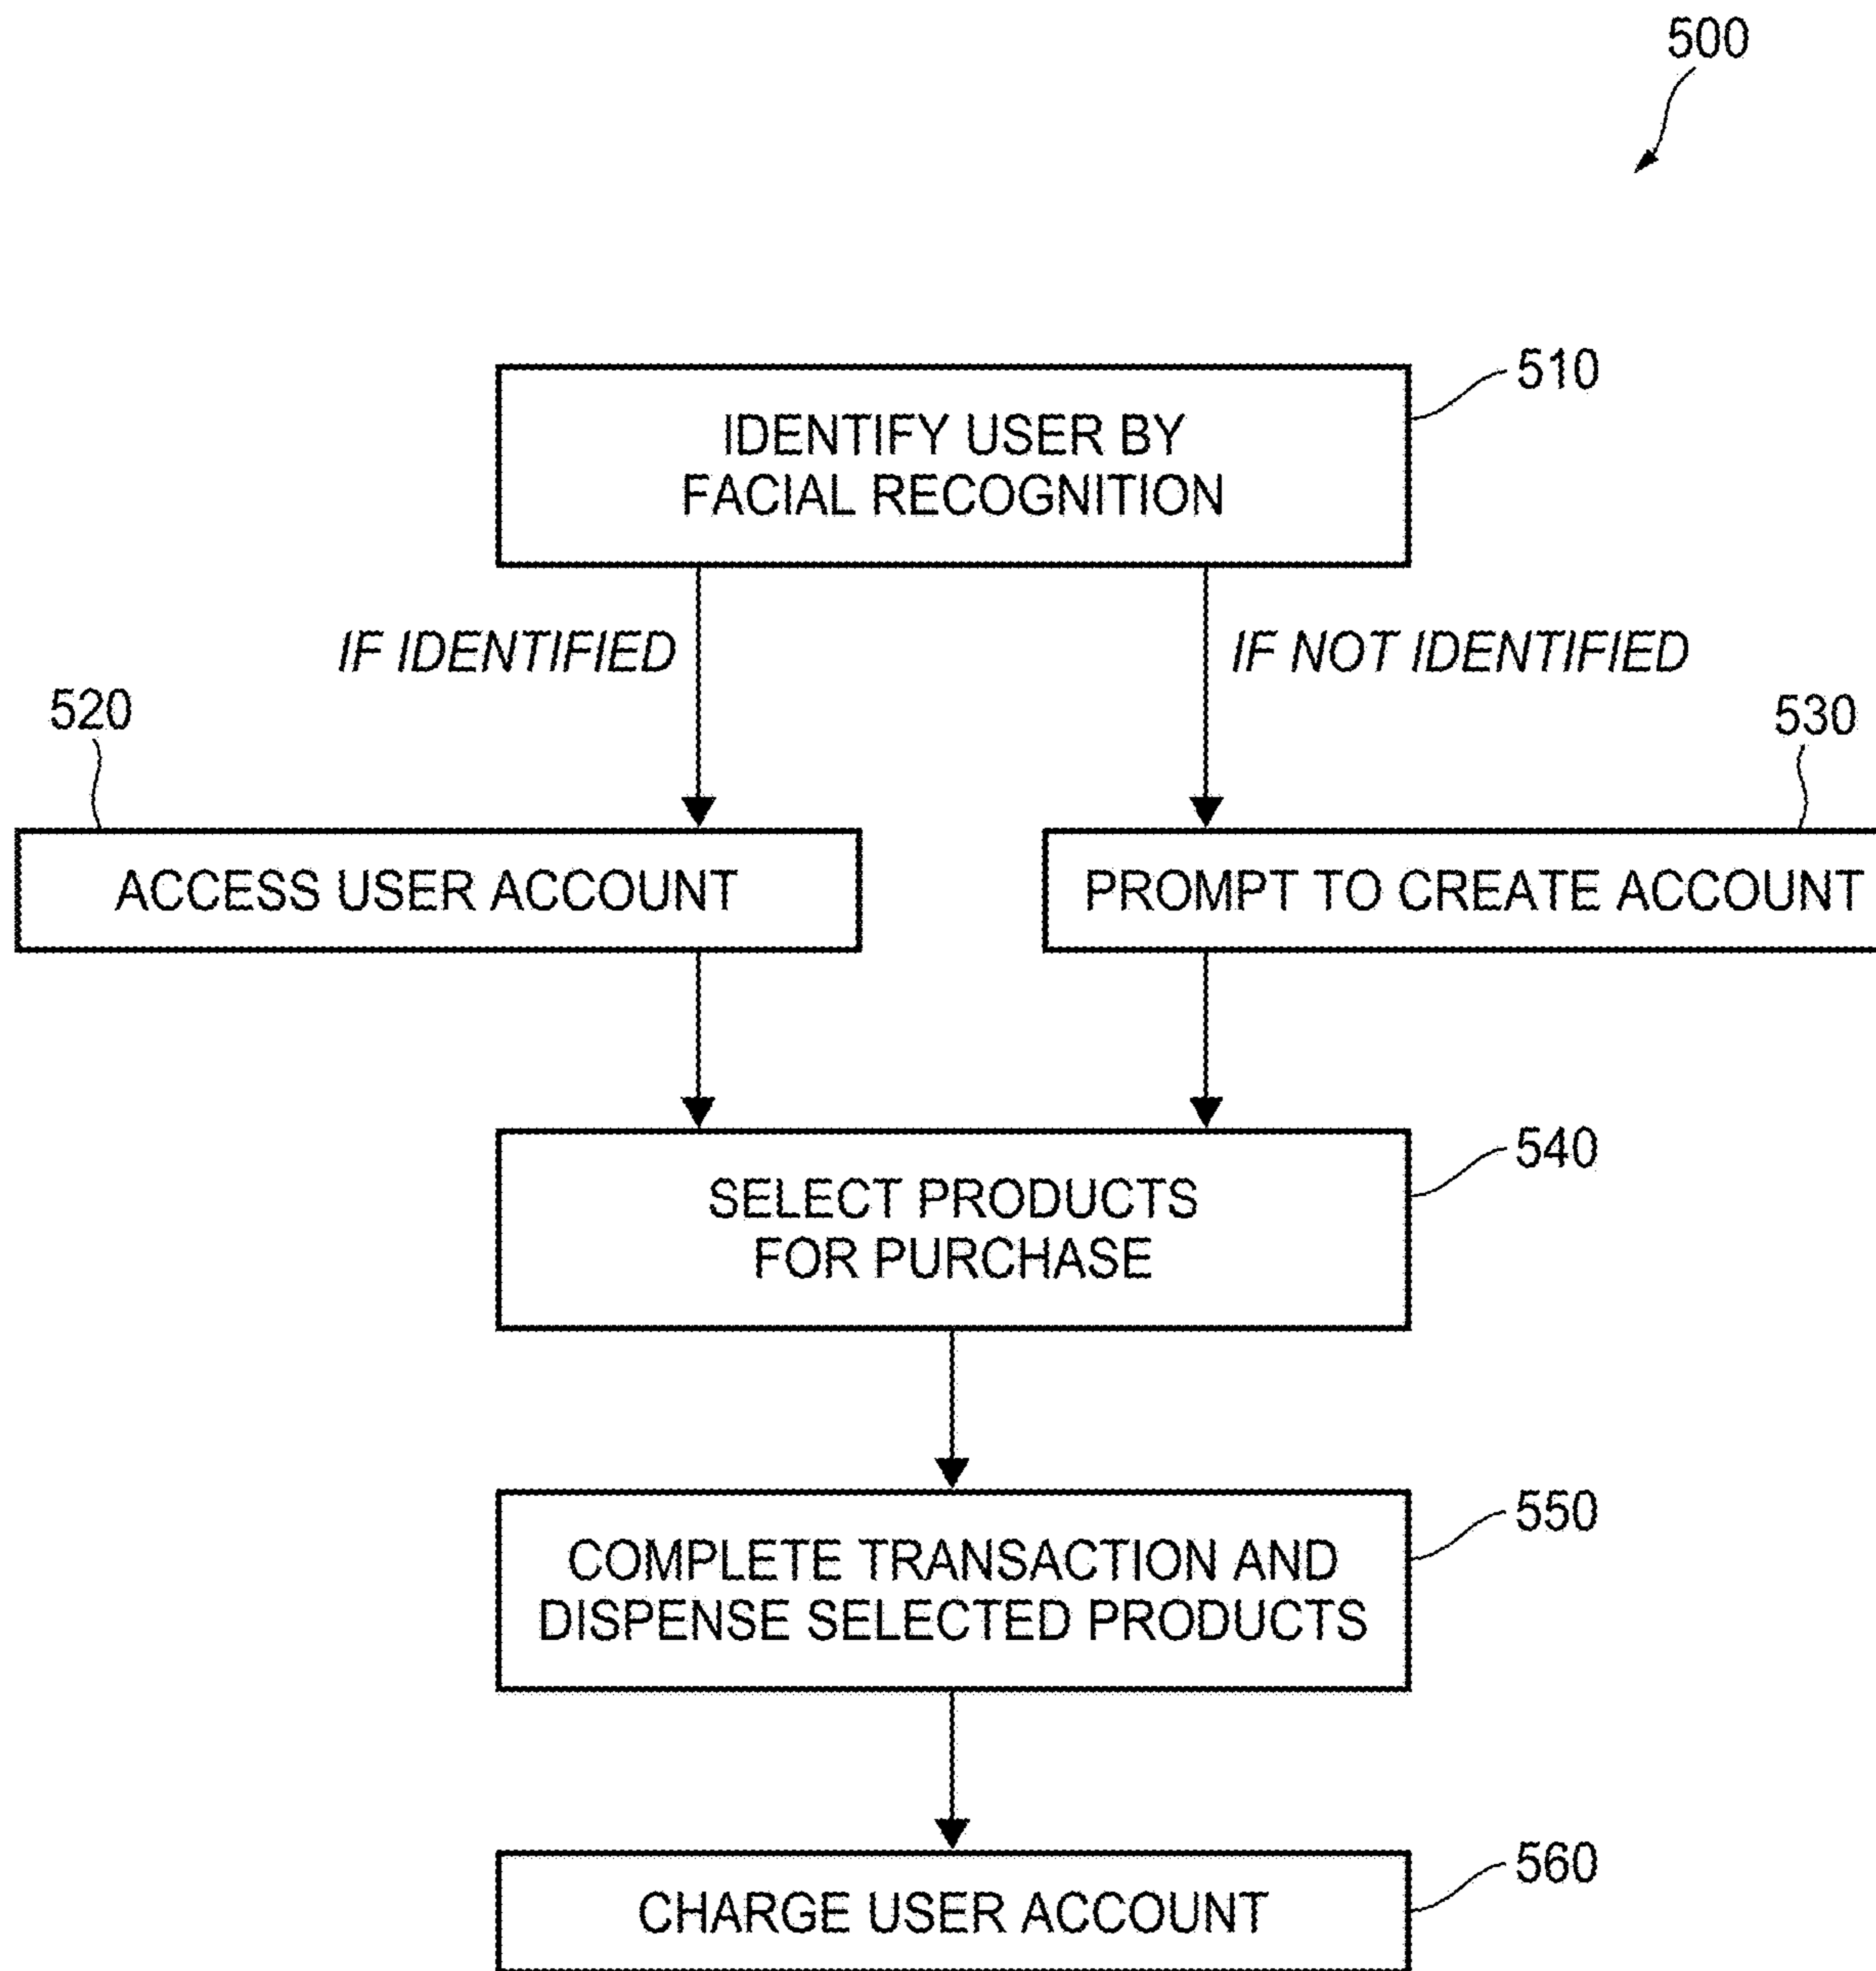 500
510
IDENTIFY USER BY
FACIAL RECOGNITION
IF IDENTIFIED
IF NOT IDENTIFIED
520
530
ACCESS USER ACCOUNT
PROMPT TO CREATE ACCOUNT
540
SELECT PRODUCTS
FOR PURCHASE
550
COMPLETE TRANSACTION AND
DISPENSE SELECTED PRODUCTS
560
CHARGE USER ACCOUNT